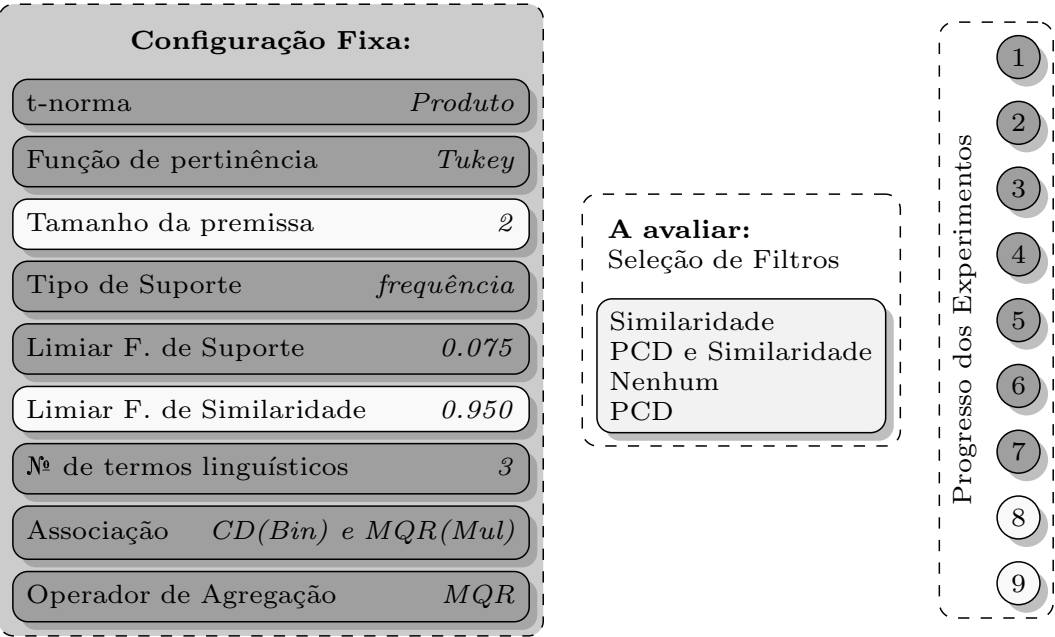 Configuração Fixa:
t-norma Produto
Função de pertinência Tukey
Tamanho da premissa 2
Tipo de Suporte frequência
Limiar F. de Suporte 0.075
Limiar F. de Similaridade 0.950
№ de termos linguísticos 3
Associação CD(Bin) e MQR(Mul)
Operador de Agregação MQR
A avaliar:
Seleção de Filtros
Similaridade
PCD e Similaridade
Nenhum
PCD
Progresso dos Experimentos
1
2
3
4
5
6
7
8
9